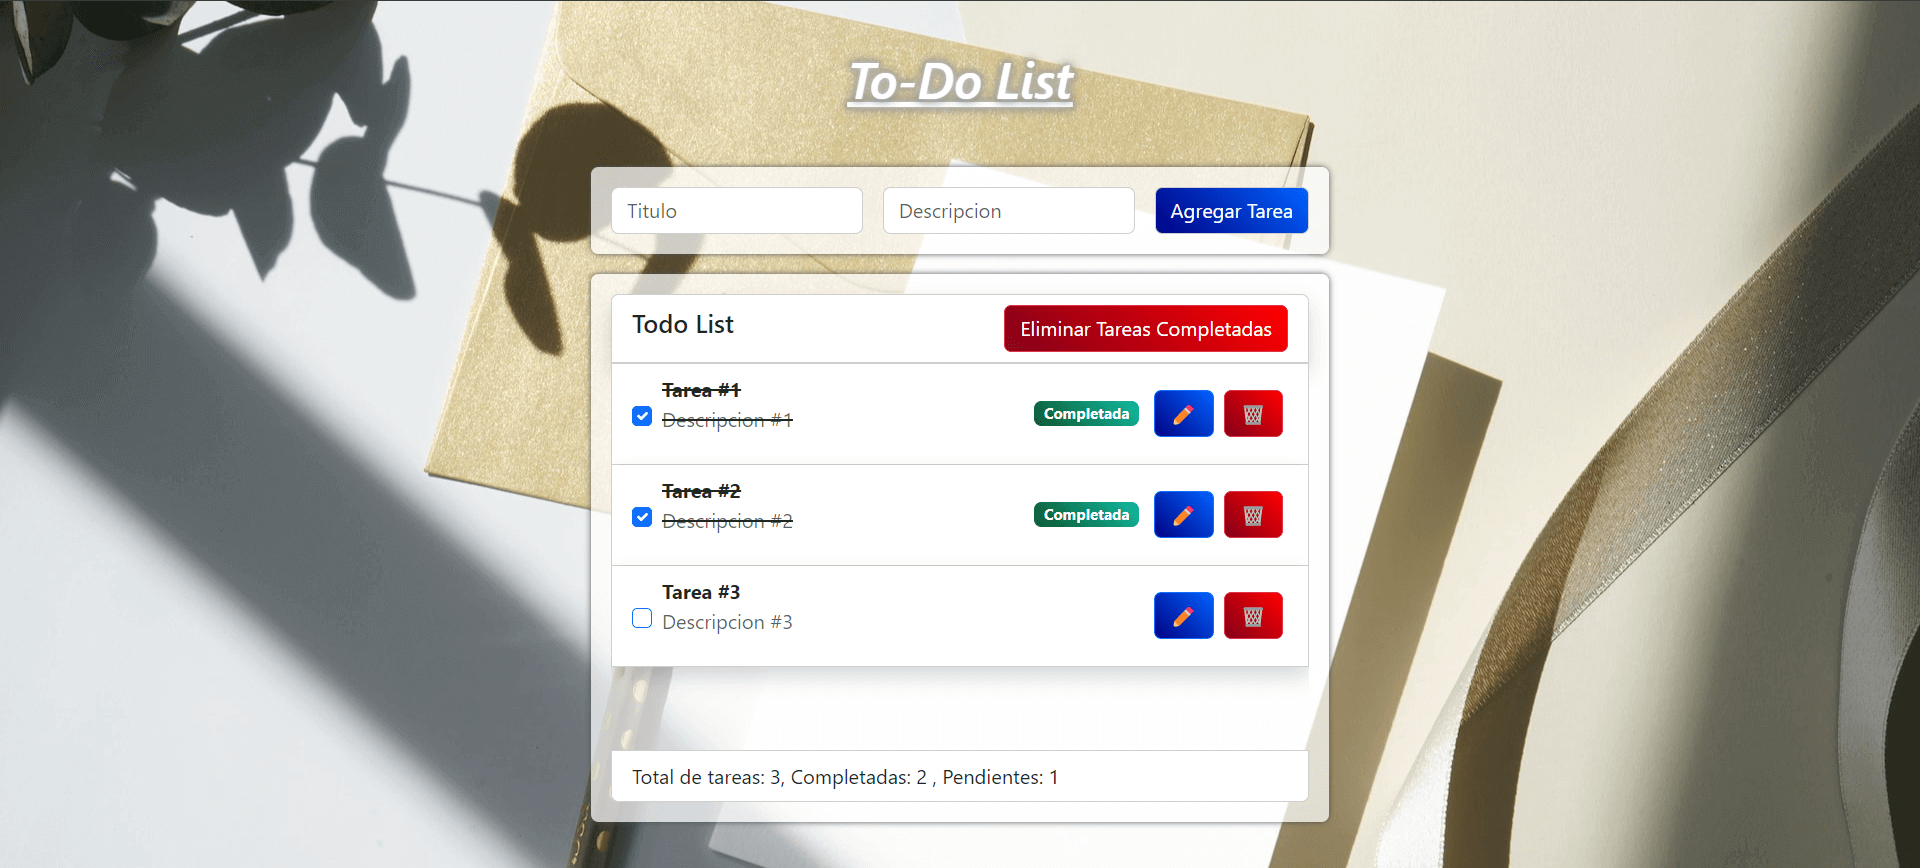 To-Do List
Titulo
Descripcion
Agregar Tarea
Todo List
Eliminar Tareas Completadas
Tarea #1
Descripcion #1
Completada
Tarea #2
Descripcion #2
Completada
Tarea #3
Descripcion #3
Total de tareas: 3, Completadas: 2 , Pendientes: 1